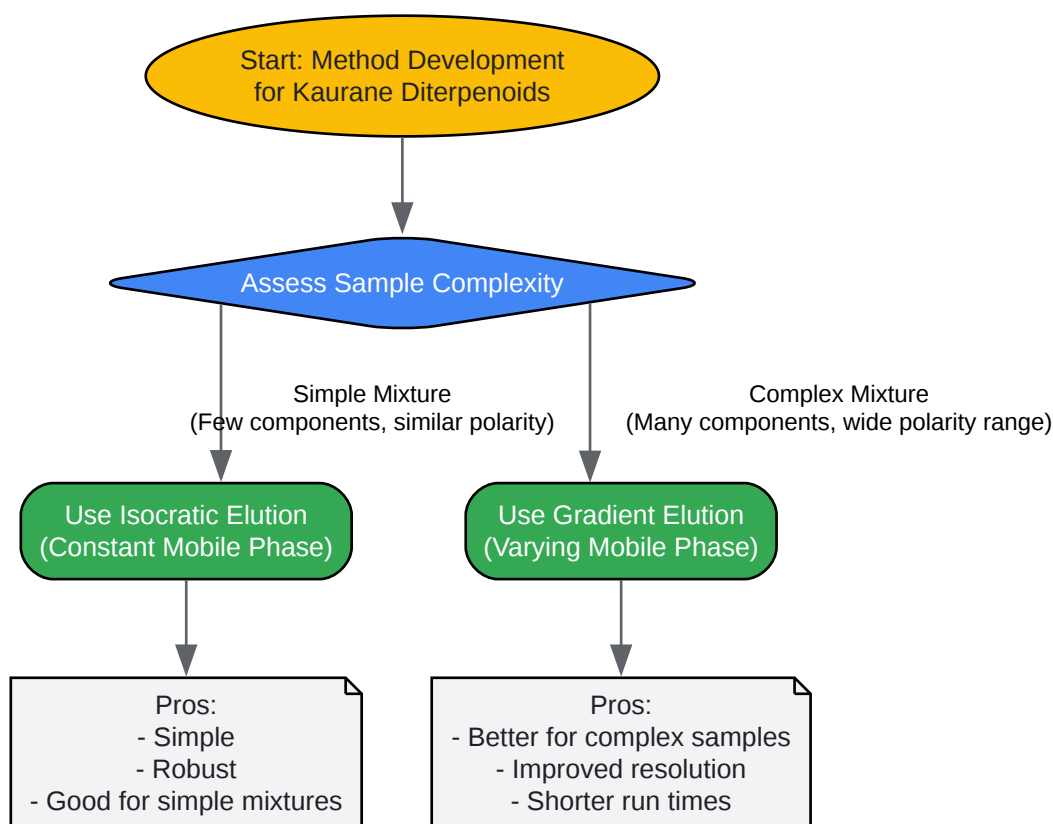 Start: Method Development
for Kaurane Diterpenoids
Assess Sample Complexity
Simple Mixture
(Few components, similar polarity)
Complex Mixture
(Many components, wide polarity range)
Use Isocratic Elution
(Constant Mobile Phase)
Use Gradient Elution
(Varying Mobile Phase)
Pros:
- Simple
- Robust
- Good for simple mixtures
Pros:
- Better for complex samples
- Improved resolution
- Shorter run times